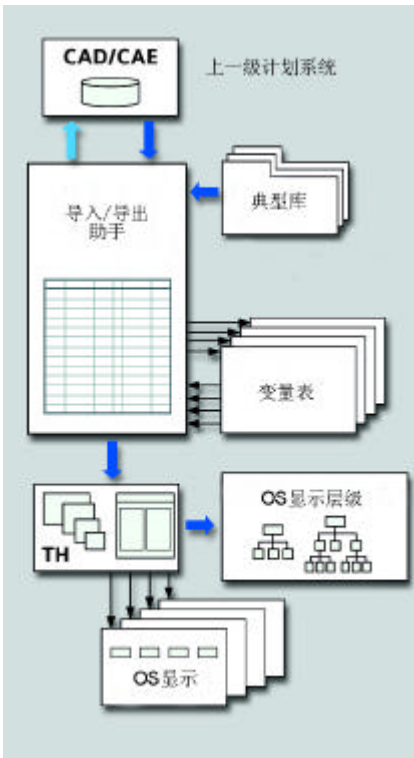 CAD/CAE
上一级计划系统
典型库
导入/导出
助手
变量表
OS显示层级
TH
OS显示